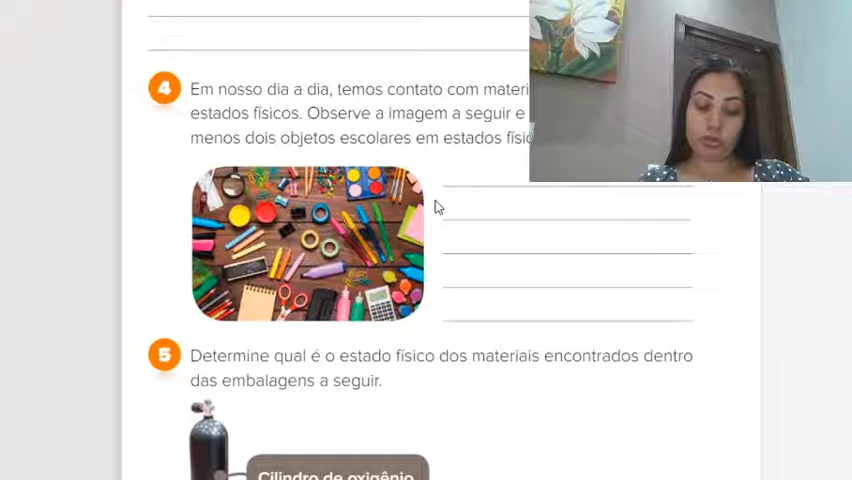 4
Em nosso dia a dia, temos contato com materi
estados físicos. Observe a imagem a seguir e
menos dois objetos escolares em estados físic
5
Determine qual é o estado físico dos materiais encontrados dentro
das embalagens a seguir.
Cilindro de oxigênio